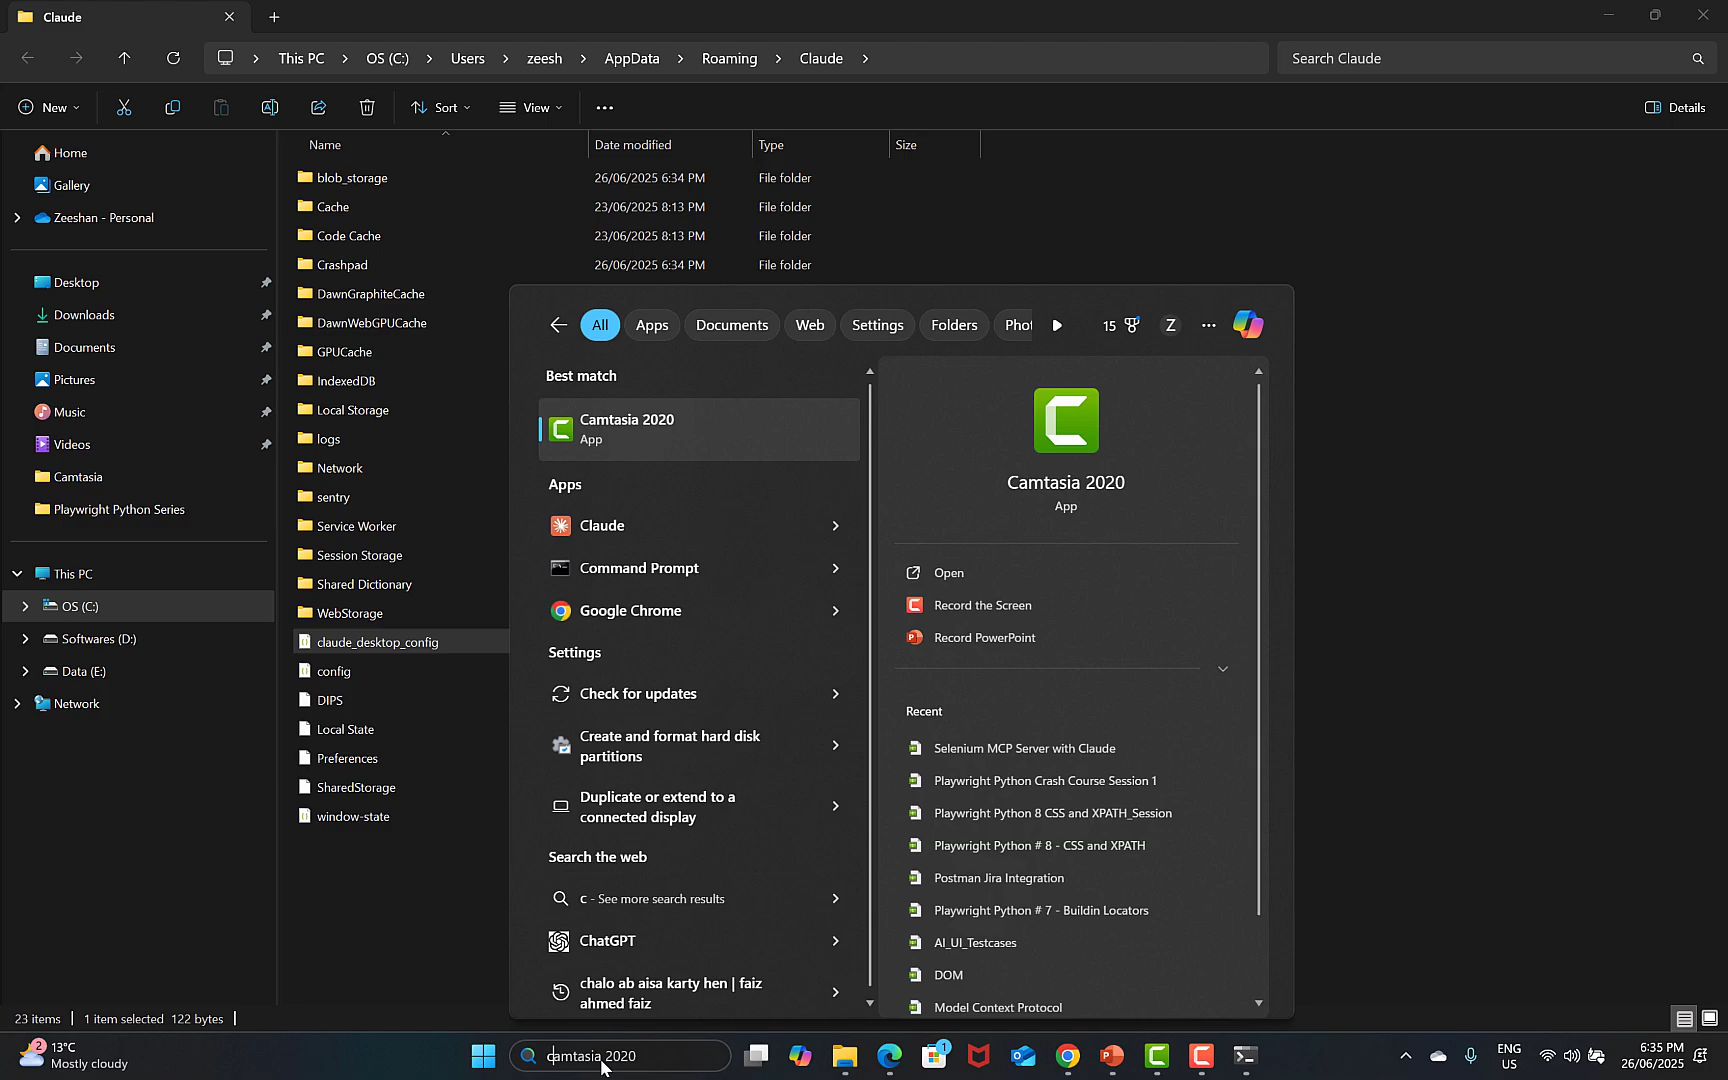 Claude
This PC
OS (C:)
Users
zeesh
AppData
Roaming
Claude
Search Claude
New
Sort
View
Details
Home
Gallery
Zeeshan - Personal
Desktop
Downloads
Documents
Pictures
Music
Videos
Camtasia
Playwright Python Series
This PC
OS (C:)
Softwares (D:)
Data (E:)
Network
Name Date modified Type Size
blob_storage 26/06/2025 6:34 PM File folder
Cache 23/06/2025 8:13 PM File folder
Code Cache 23/06/2025 8:13 PM File folder
Crashpad 26/06/2025 6:34 PM File folder
DawnGraphiteCache
DawnWebGPUCache
GPUCache
IndexedDB
Local Storage
logs
Network
sentry
Service Worker
Session Storage
Shared Dictionary
WebStorage
claude_desktop_config
config
DIPS
Local State
Preferences
SharedStorage
window-state
All
Apps
Documents
Web
Settings
Folders
Phot
15
Z
Best match
Camtasia 2020
App
Apps
Claude
Command Prompt
Google Chrome
Settings
Check for updates
Create and format hard disk
partitions
Duplicate or extend to a
connected display
Search the web
c - See more search results
ChatGPT
chalo ab aisa karty hen | faiz
ahmed faiz
Camtasia 2020
App
Open
Record the Screen
Record PowerPoint
Recent
Selenium MCP Server with Claude
Playwright Python Crash Course Session 1
Playwright Python 8 CSS and XPATH_Session
Playwright Python # 8 - CSS and XPATH
Postman Jira Integration
Playwright Python # 7 - Buildin Locators
AI_UI_Testcases
DOM
Model Context Protocol
23 items
1 item selected 122 bytes
2
13°C
Mostly cloudy
camtasia 2020
1
ENG
US
6:35 PM
26/06/2025